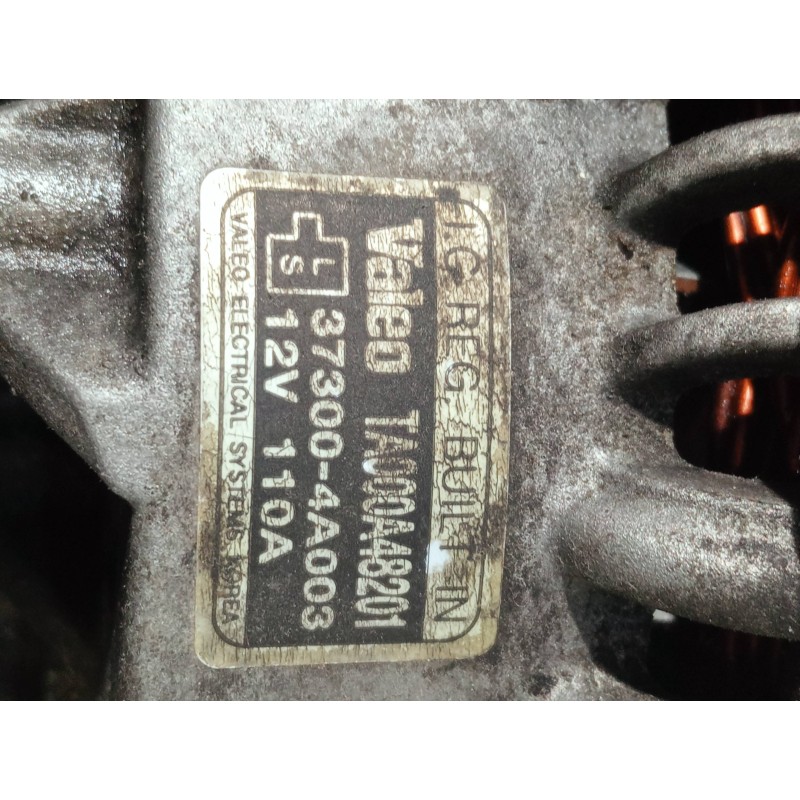 IC REG. BUILT IN
Valeo TA000A48201
L
S
37300-4A003
12V 110A
VALEO ELECTRICAL SYSTEMS KOREA